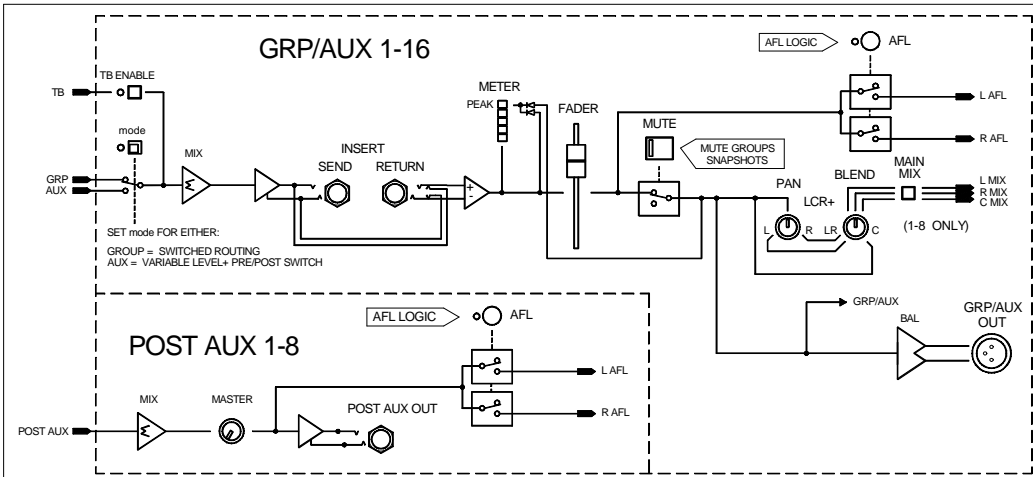 GRP/AUX 1-16
AFL LOGIC
AFL
TB ENABLE
TB
METER
PEAK
FADER
L AFL
mode
MUTE
MUTE GROUPS
SNAPSHOTS
R AFL
MIX
INSERT
SEND
RETURN
MAIN
MIX
GRP
AUX
+
-
PAN
LCR+
BLEND
L MIX
R MIX
C MIX
L
R
LR
C
(1-8 ONLY)
SET mode FOR EITHER:
GROUP = SWITCHED ROUTING
AUX = VARIABLE LEVEL+ PRE/POST SWITCH
GRP/AUX
BAL
GRP/AUX
OUT
POST AUX 1-8
AFL LOGIC
AFL
L AFL
MIX
MASTER
POST AUX OUT
R AFL
POST AUX
Σ
Σ